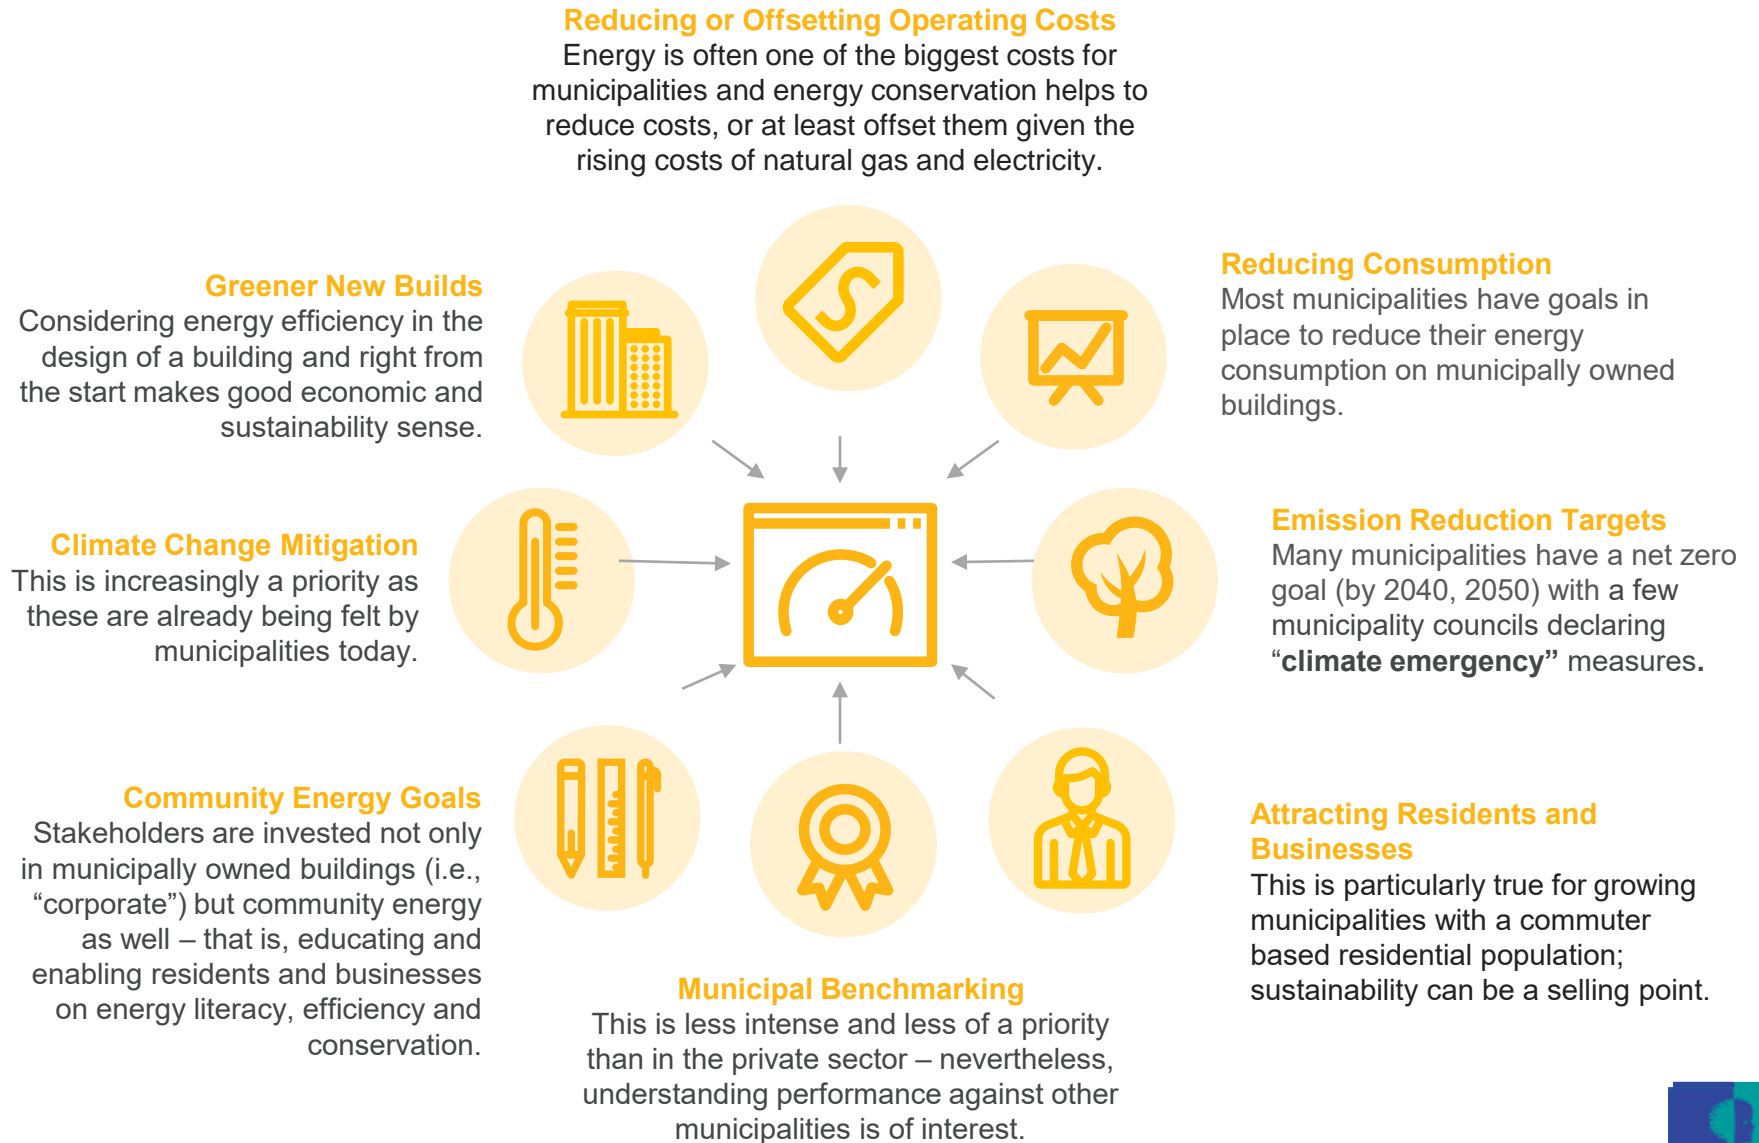 Reducing or Offsetting Operating Costs
Energy is often one of the biggest costs for
municipalities and energy conservation helps to
reduce costs, or at least offset them given the
rising costs of natural gas and electricity.
Greener New Builds
Considering energy efficiency in the
design of a building and right from
the start makes good economic and
sustainability sense.
Reducing Consumption
Most municipalities have goals in
place to reduce their energy
consumption on municipally owned
buildings.
Climate Change Mitigation
This is increasingly a priority as
these are already being felt by
municipalities today.
Emission Reduction Targets
Many municipalities have a net zero
goal (by 2040, 2050) with a few
municipality councils declaring
“climate emergency” measures.
Community Energy Goals
Stakeholders are invested not only
in municipally owned buildings (i.e.,
“corporate”) but community energy
as well – that is, educating and
enabling residents and businesses
on energy literacy, efficiency and
conservation.
Attracting Residents and
Businesses
This is particularly true for growing
municipalities with a commuter
based residential population;
sustainability can be a selling point.
Municipal Benchmarking
This is less intense and less of a priority
than in the private sector – nevertheless,
understanding performance against other
municipalities is of interest.